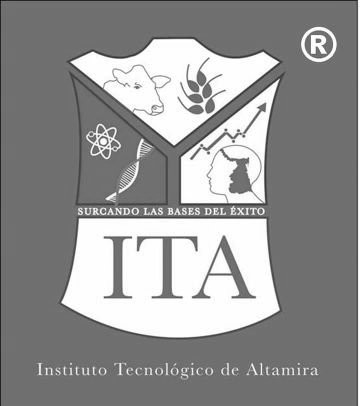 ®
SURCANDO LAS BASES DEL ÉXITO
ITA
Instituto Tecnológico de Altamira